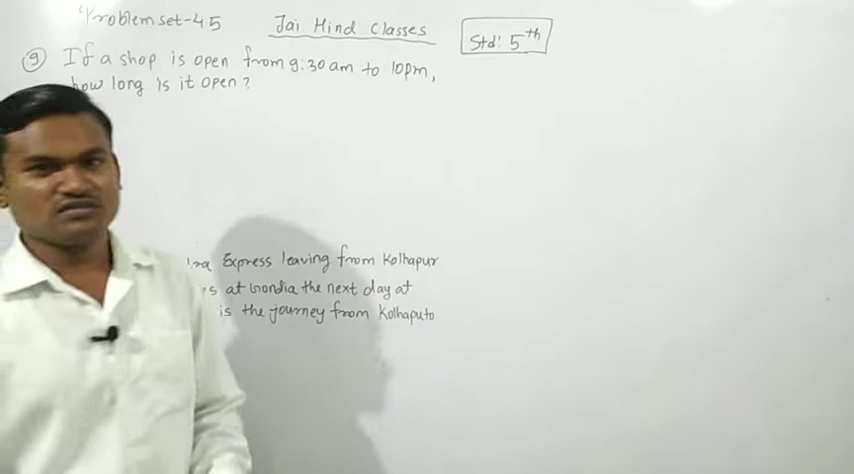 Problem set-45
Jai Hind Classes
Std: 5th
9 If a shop is open from 9:30 am to 10pm,
how long is it open?
Express leaving from Kolhapur
at Gondia the next day at
is the journey from Kolhaputo